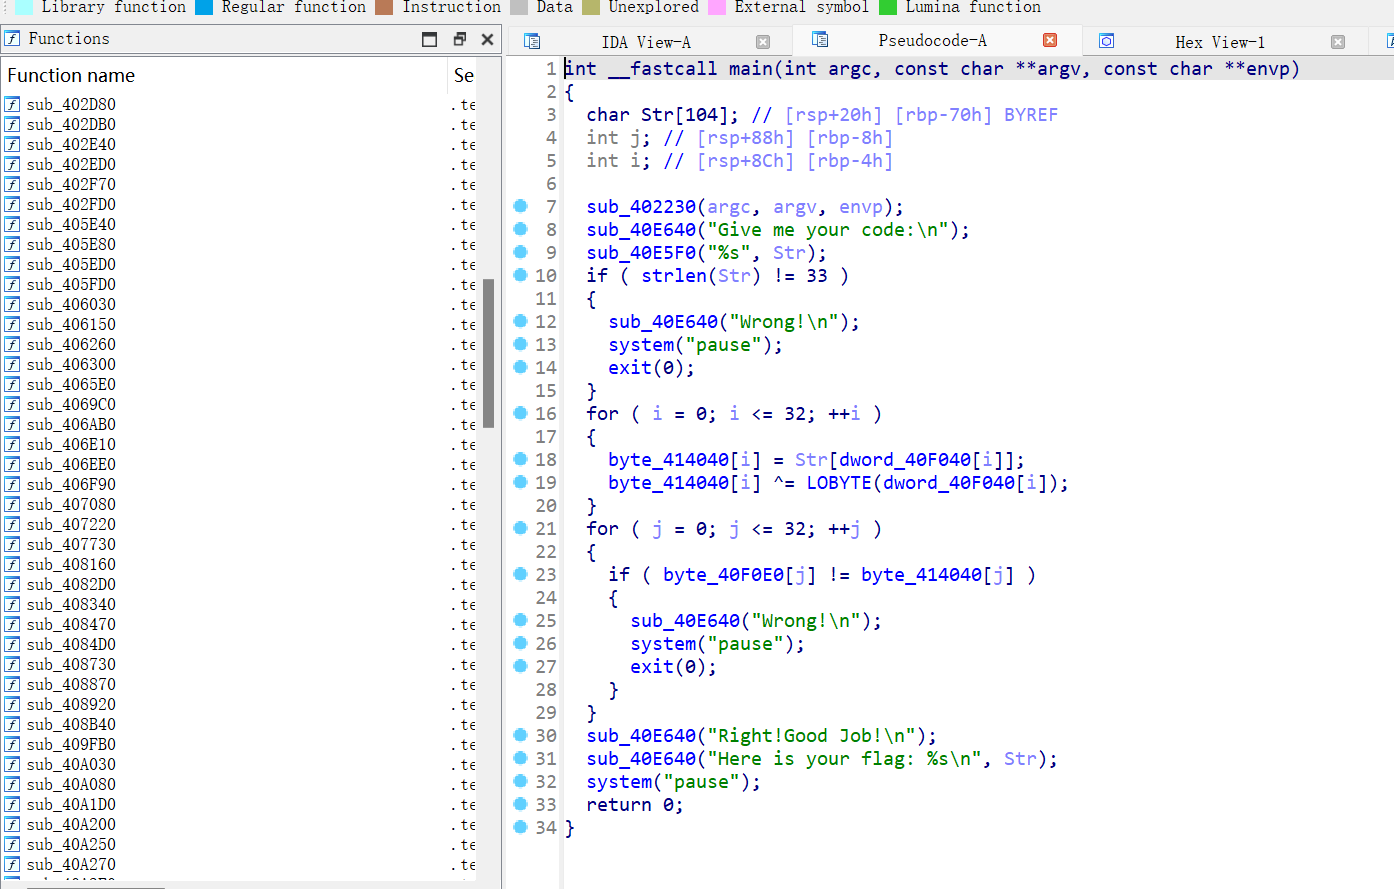 Library function Regular function Instruction Data Unexplored External symbol Lumina function
Functions
IDA View-A Pseudocode-A Hex View-1
Function name Se
sub_402D80 .te
sub_402DB0 .te
sub_402E40 .te
sub_402ED0 .te
sub_402F70 .te
sub_402FD0 .te
sub_405E40 .te
sub_405E80 .te
sub_405ED0 .te
sub_405FD0 .te
sub_406030 .te
sub_406150 .te
sub_406260 .te
sub_406300 .te
sub_4065E0 .te
sub_4069C0 .te
sub_406AB0 .te
sub_406E10 .te
sub_406EE0 .te
sub_406F90 .te
sub_407080 .te
sub_407220 .te
sub_407730 .te
sub_408160 .te
sub_4082D0 .te
sub_408340 .te
sub_408470 .te
sub_4084D0 .te
sub_408730 .te
sub_408870 .te
sub_408920 .te
sub_408B40 .te
sub_409FB0 .te
sub_40A030 .te
sub_40A080 .te
sub_40A1D0 .te
sub_40A200 .te
sub_40A250 .te
sub_40A270 .te
1 int __fastcall main(int argc, const char **argv, const char **envp)
2 {
3 char Str[104]; // [rsp+20h] [rbp-70h] BYREF
4 int j; // [rsp+88h] [rbp-8h]
5 int i; // [rsp+8Ch] [rbp-4h]
6
7 sub_402230(argc, argv, envp);
8 sub_40E640("Give me your code:\n");
9 sub_40E5F0("%s", Str);
10 if ( strlen(Str) != 33 )
11 {
12 sub_40E640("Wrong!\n");
13 system("pause");
14 exit(0);
15 }
16 for ( i = 0; i <= 32; ++i )
17 {
18 byte_414040[i] = Str[dword_40F040[i]];
19 byte_414040[i] ^= LOBYTE(dword_40F040[i]);
20 }
21 for ( j = 0; j <= 32; ++j )
22 {
23 if ( byte_40F0E0[j] != byte_414040[j] )
24 {
25 sub_40E640("Wrong!\n");
26 system("pause");
27 exit(0);
28 }
29 }
30 sub_40E640("Right!Good Job!\n");
31 sub_40E640("Here is your flag: %s\n", Str);
32 system("pause");
33 return 0;
34 }